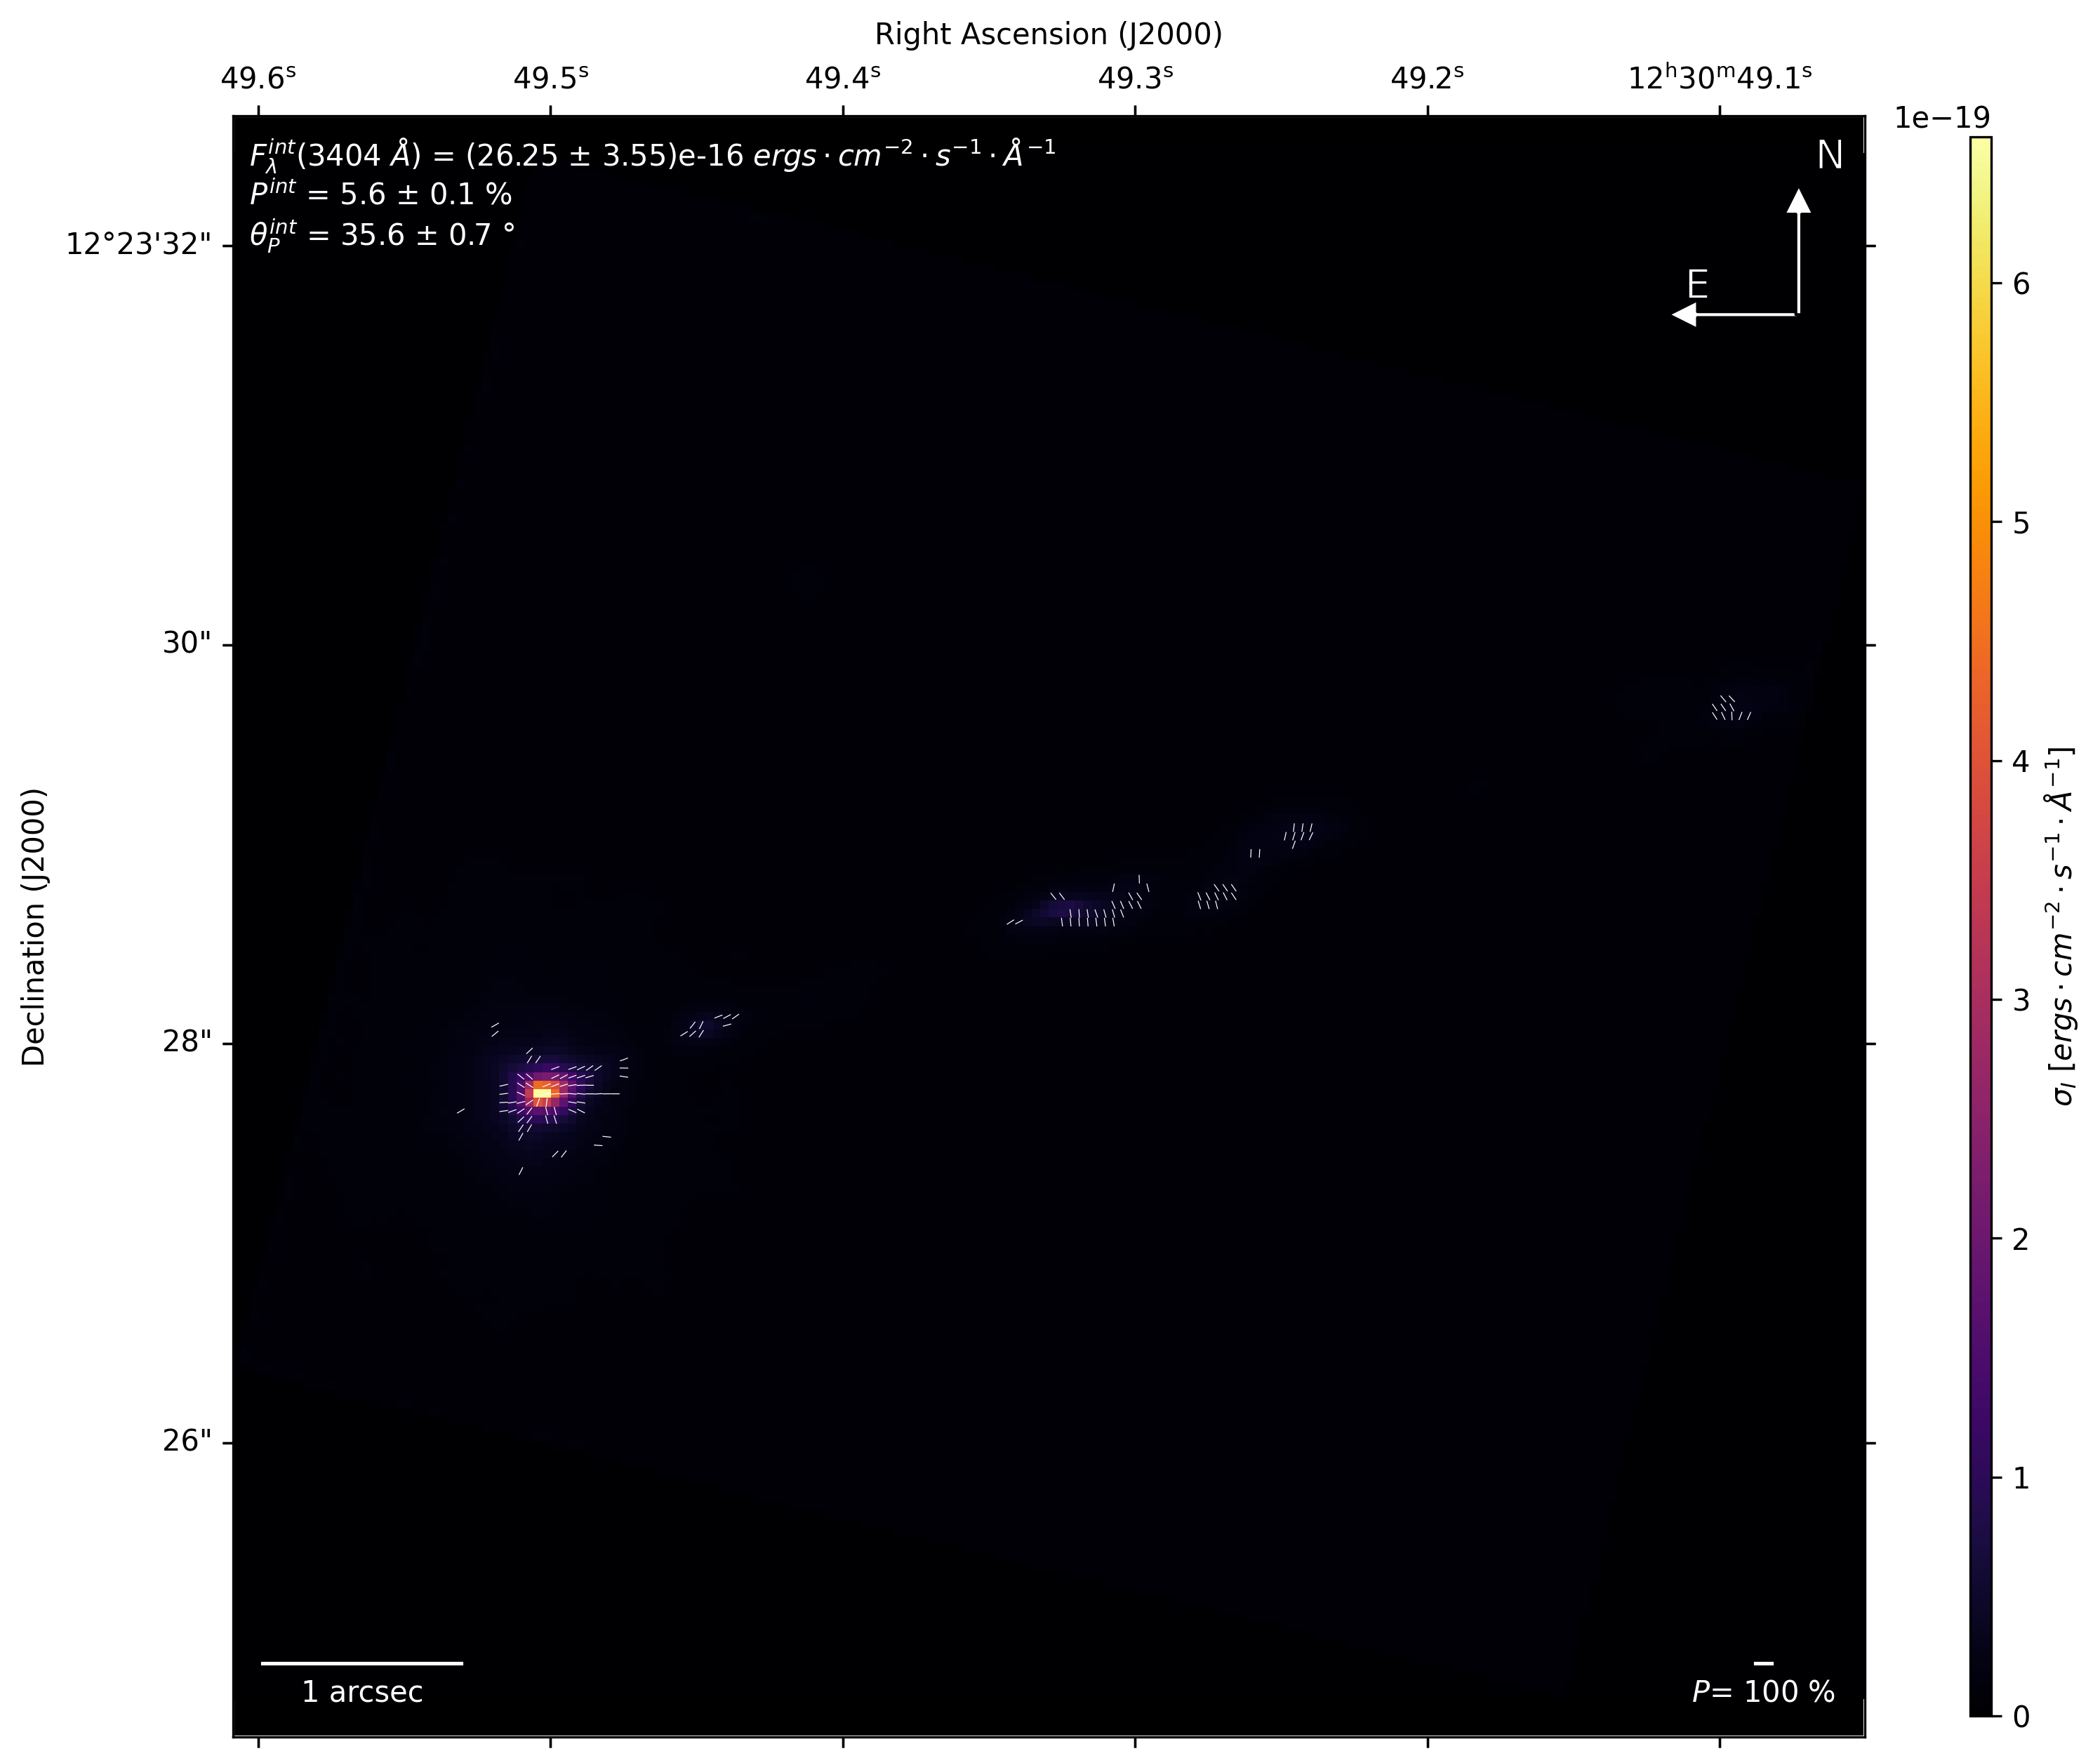 Right Ascension (J2000)
49.6ˢ 49.5ˢ 49.4ˢ 49.3ˢ 49.2ˢ 12ʰ30ᵐ49.1ˢ
1e−19
F_λ^int(3404 Å) = (26.25 ± 3.55)e-16 ergs · cm⁻² · s⁻¹ · Å⁻¹
P^int = 5.6 ± 0.1 %
θ_P^int = 35.6 ± 0.7 °
N
E
12°23'32"
30"
28"
26"
Declination (J2000)
6
5
4
3
2
1
0
σ_I [ergs · cm⁻² · s⁻¹ · Å⁻¹]
1 arcsec
P= 100 %